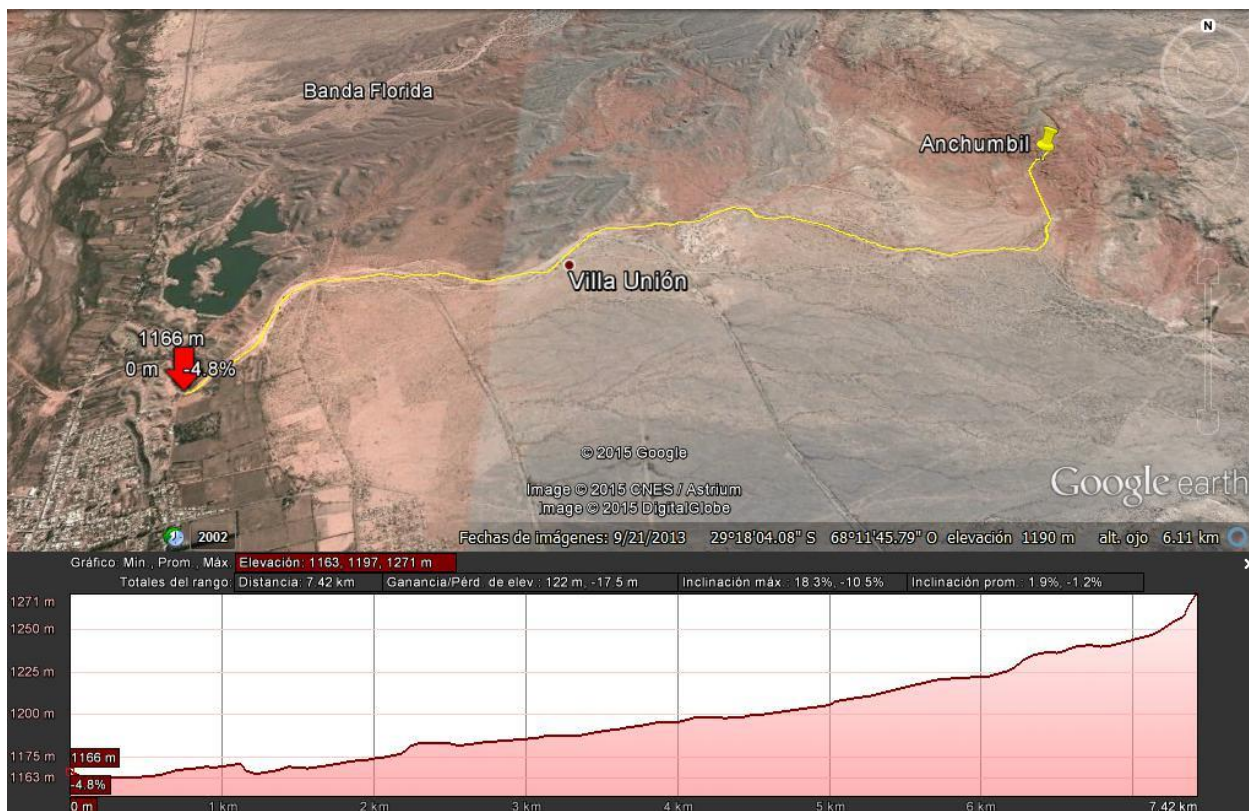 N
Banda Florida
Anchumbil
Villa Unión
1166 m
0 m -4.8%
© 2015 Google
Image © 2015 CNES / Astrium
Image © 2015 DigitalGlobe
Google earth
2002
Fechas de imágenes: 9/21/2013 29°18'04.08" S 68°11'45.79" O elevación 1190 m alt. ojo 6.11 km
Gráfico: Min., Prom., Máx. Elevación: 1163, 1197, 1271 m
Totales del rango: Distancia: 7.42 km Ganancia/Pérd. de elev.: 122 m, -17.5 m Inclinación máx.: 18.3%, -10.5% Inclinación prom.: 1.9%, -1.2%
1271 m
1250 m
1225 m
1200 m
1175 m
1163 m
1166 m
-4.8%
0 m 1 km 2 km 3 km 4 km 5 km 6 km 7.42 km